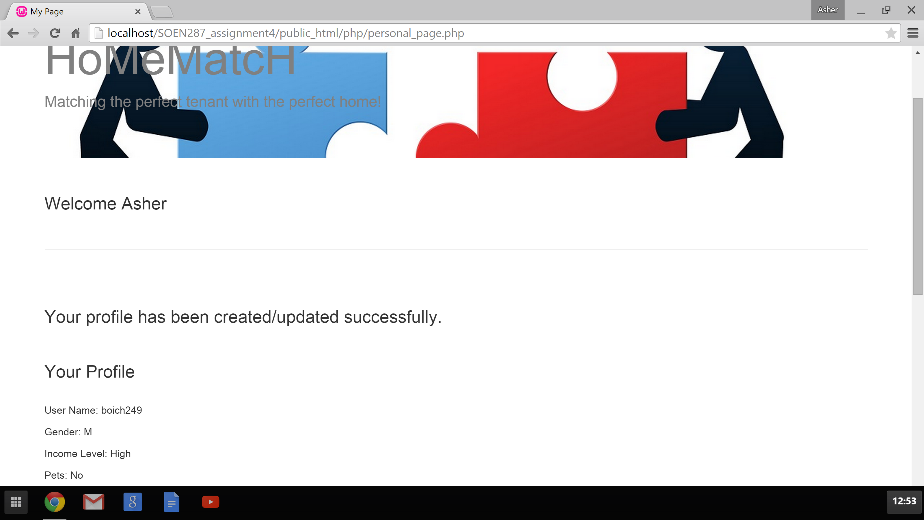 My Page
Asher
localhost/SOEN287_assignment4/public_html/php/personal_page.php
HoMeMatcH
Matching the perfect tenant with the perfect home!
Welcome Asher
Your profile has been created/updated successfully.
Your Profile
User Name: boich249
Gender: M
Income Level: High
Pets: No
8
12:53